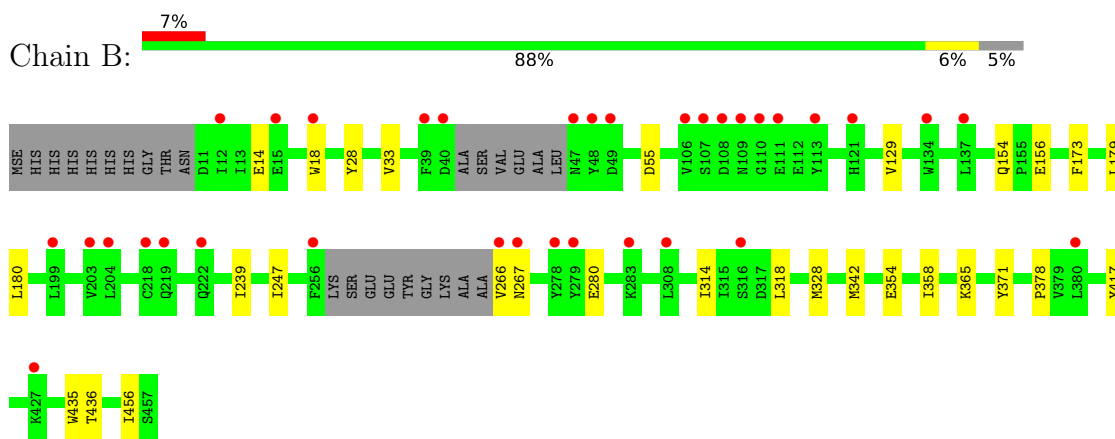 7%
Chain B:
88% 6% 5%
MSE HIS HIS HIS HIS HIS HIS GLY THR ASN D11 I12 I13 E14 E15 W18 Y28 V33 F39 D40 ALA SER VAL GLU ALA LEU N47 Y48 D49 D55 V106 S107 D108 N109 G110 E111 E112 Y113 H121 V129 W134 L137 Q154 P155 E156 F173 L179
L180 L199 V203 L204 C218 Q219 Q222 I239 I247 F256 LYS SER GLU GLU TYR GLY LYS ALA ALA V266 N267 Y278 Y279 E280 K283 L308 I314 I315 S316 D317 L318 M328 M342 E354 I358 K365 Y371 P378 V379 L380 Y417
K427 W435 T436 I456 S457